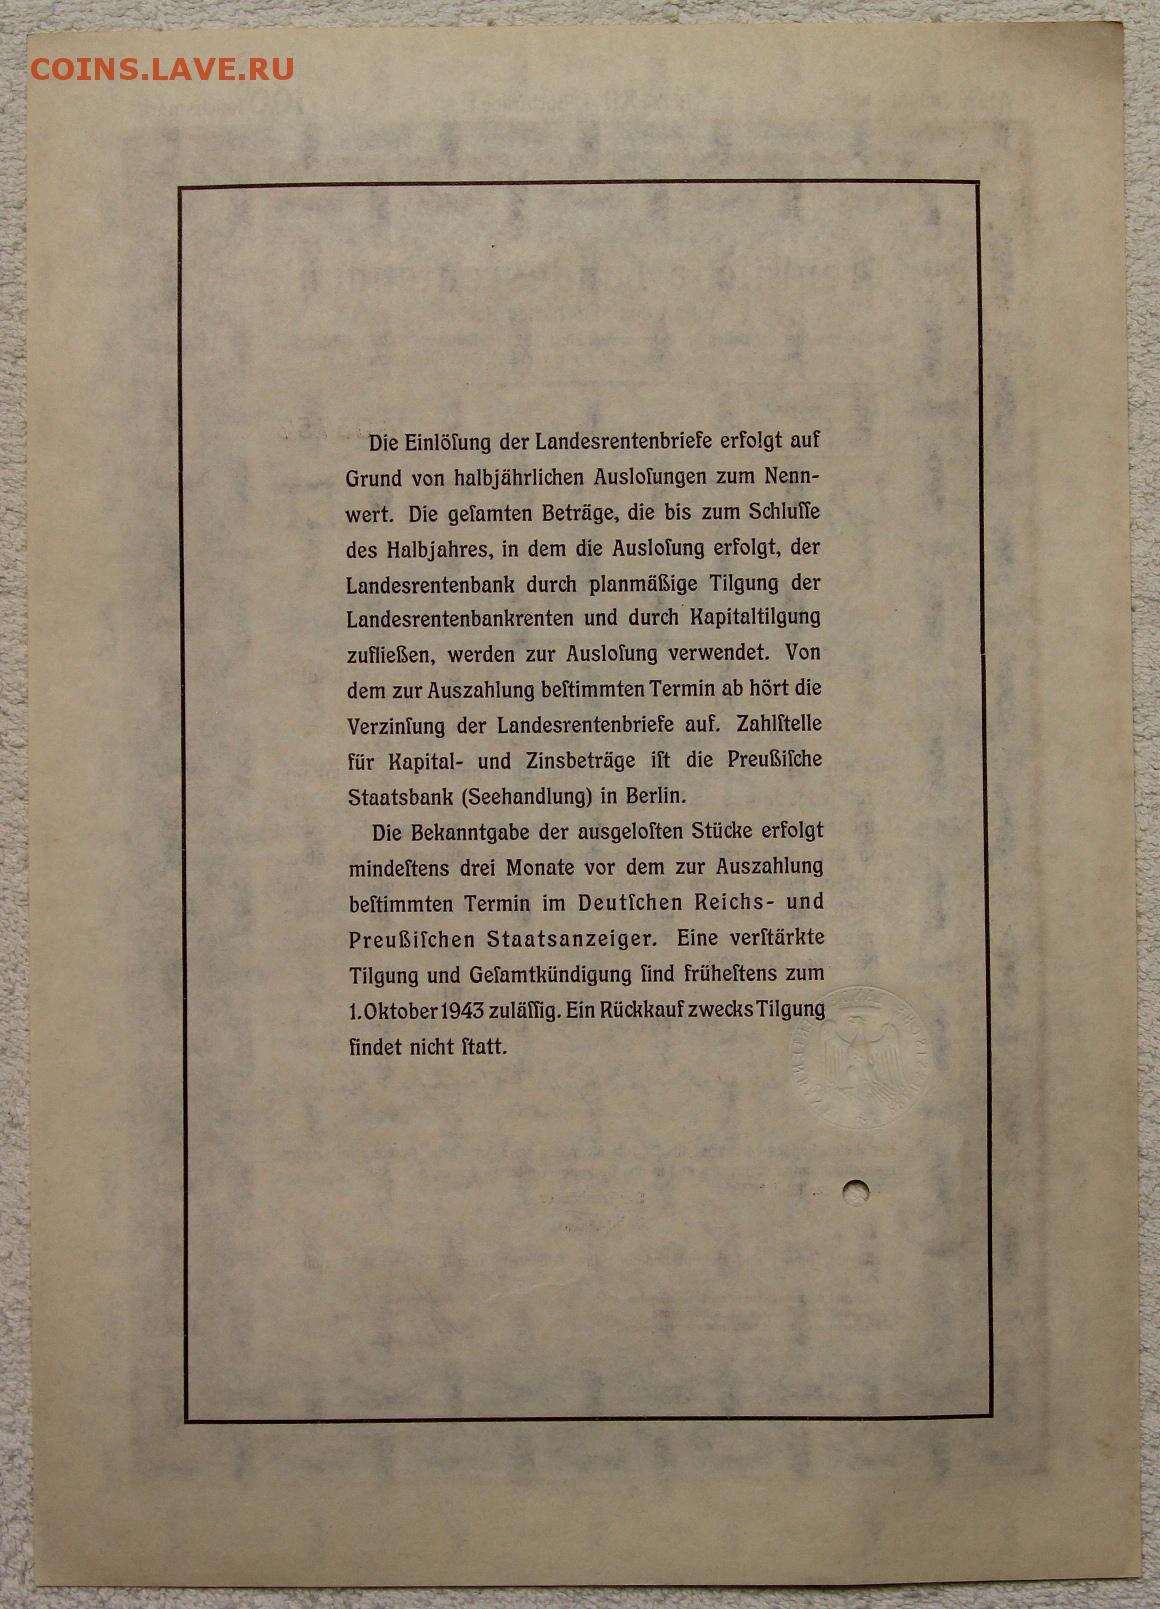 COINS.LAVE.RU
Die Einlöſung der Landesrentenbriefe erfolgt auf
Grund von halbjährlichen Ausloſungen zum Nenn-
wert. Die geſamten Beträge, die bis zum Schluſſe
des Halbjahres, in dem die Ausloſung erfolgt, der
Landesrentenbank durch planmäßige Tilgung der
Landesrentenbankrenten und durch Kapitaltilgung
zufließen, werden zur Ausloſung verwendet. Von
dem zur Auszahlung beſtimmten Termin ab hört die
Verzinſung der Landesrentenbriefe auf. Zahlſtelle
für Kapital- und Zinsbeträge iſt die Preußiſche
Staatsbank (Seehandlung) in Berlin.
Die Bekanntgabe der ausgeloſten Stücke erfolgt
mindeſtens drei Monate vor dem zur Auszahlung
beſtimmten Termin im Deutſchen Reichs- und
Preußiſchen Staatsanzeiger. Eine verſtärkte
Tilgung und Geſamtkündigung ſind früheſtens zum
1. Oktober 1943 zuläſſig. Ein Rückkauf zwecks Tilgung
findet nicht ſtatt.